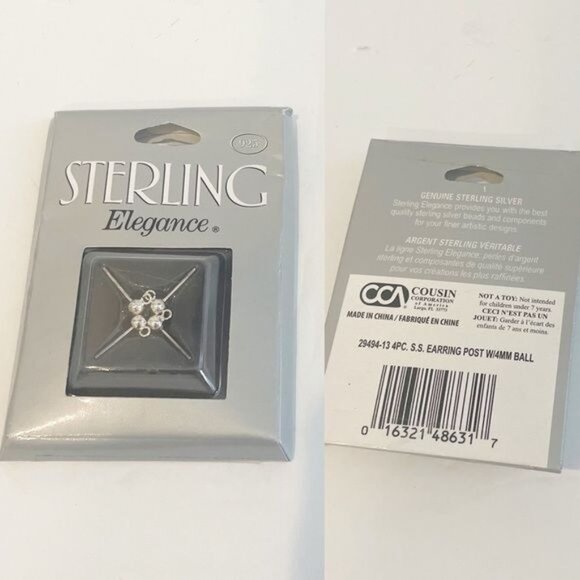 925
STERLING
Elegance®
GENUINE STERLING SILVER
Sterling Elegance provides you with the best
quality sterling silver beads and components
for your finer artistic designs.
ARGENT STERLING VÉRITABLE
La ligne Sterling Elegance, perles d'argent
sterling et composantes de qualité supérieure
pour vos créations les plus raffinées.
CCA
COUSIN
CORPORATION
of America
Largo, FL 33773
MADE IN CHINA / FABRIQUÉ EN CHINE
NOT A TOY: Not intended
for children under 7 years.
CECI N'EST PAS UN
JOUET: Garder à l'écart des
enfants de 7 ans et moins.
29494-13 4PC. S.S. EARRING POST W/4MM BALL
0 16321 48631 7